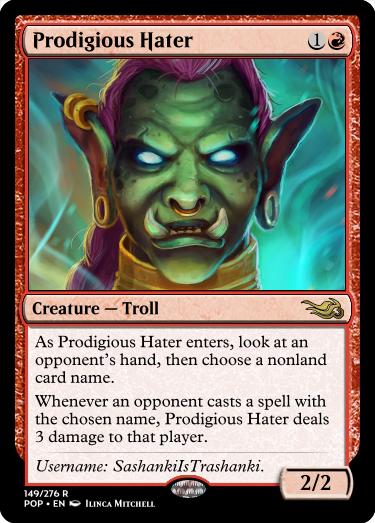 Prodigious Hater
1
Creature — Troll
As Prodigious Hater enters, look at an
opponent's hand, then choose a nonland
card name.
Whenever an opponent casts a spell with
the chosen name, Prodigious Hater deals
3 damage to that player.
Username: SashankiIsTrashanki.
2/2
149/276 R
POP • EN Ilinca Mitchell